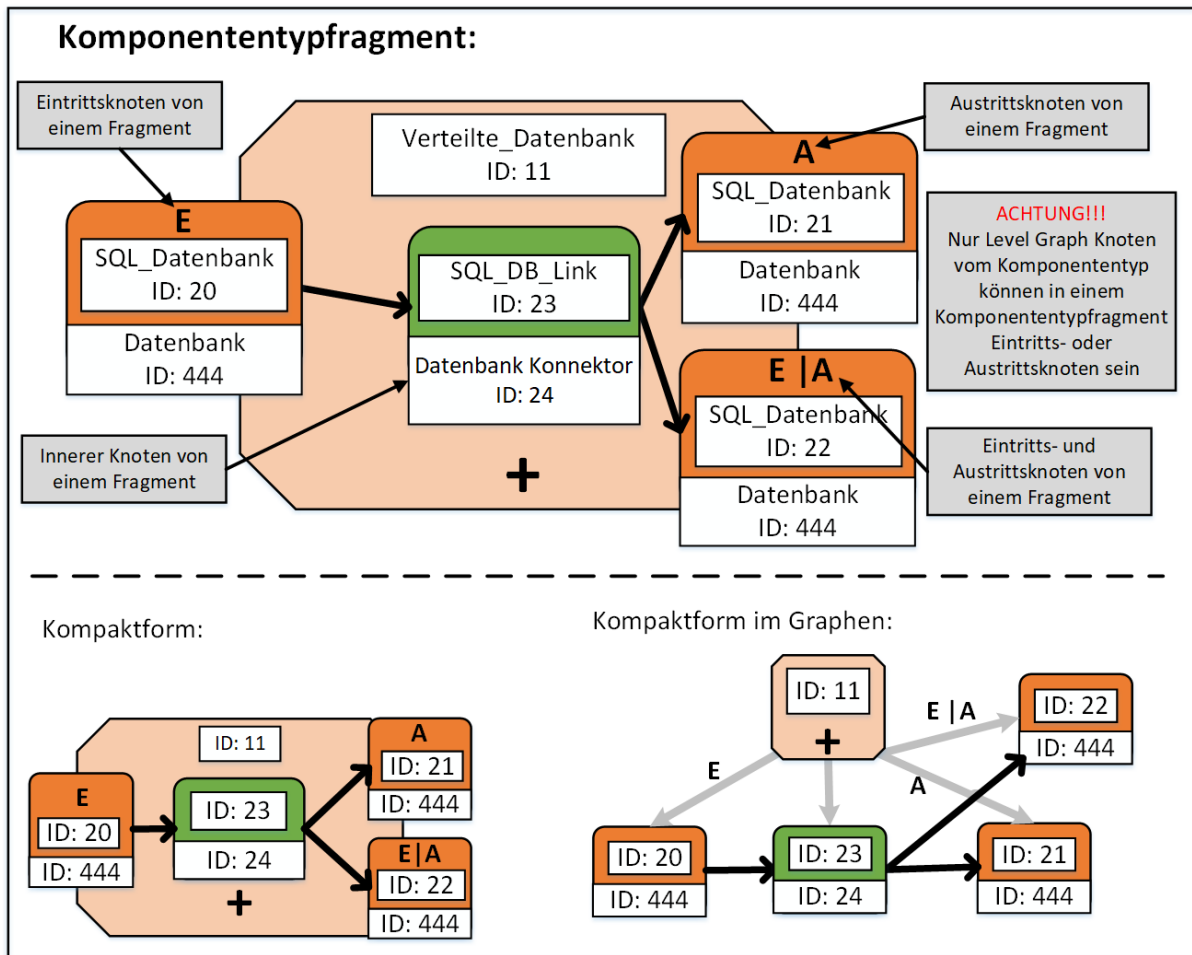 Komponententypfragment:
Eintrittsknoten von
einem Fragment
Verteilte_Datenbank
ID: 11
Austrittsknoten von
einem Fragment
E
SQL_Datenbank
ID: 20
Datenbank
ID: 444
SQL_DB_Link
ID: 23
Datenbank Konnektor
ID: 24
A
SQL_Datenbank
ID: 21
Datenbank
ID: 444
ACHTUNG!!!
Nur Level Graph Knoten
vom Komponententyp
können in einem
Komponententypfragment
Eintritts- oder
Austrittsknoten sein
E | A
SQL_Datenbank
ID: 22
Datenbank
ID: 444
Innerer Knoten von
einem Fragment
+
Eintritts- und
Austrittsknoten von
einem Fragment
Kompaktform:
ID: 11
E
ID: 20
ID: 444
ID: 23
ID: 24
A
ID: 21
ID: 444
E|A
ID: 22
ID: 444
+
Kompaktform im Graphen:
ID: 11
+
E | A
E
A
ID: 22
ID: 444
ID: 20
ID: 444
ID: 23
ID: 24
ID: 21
ID: 444